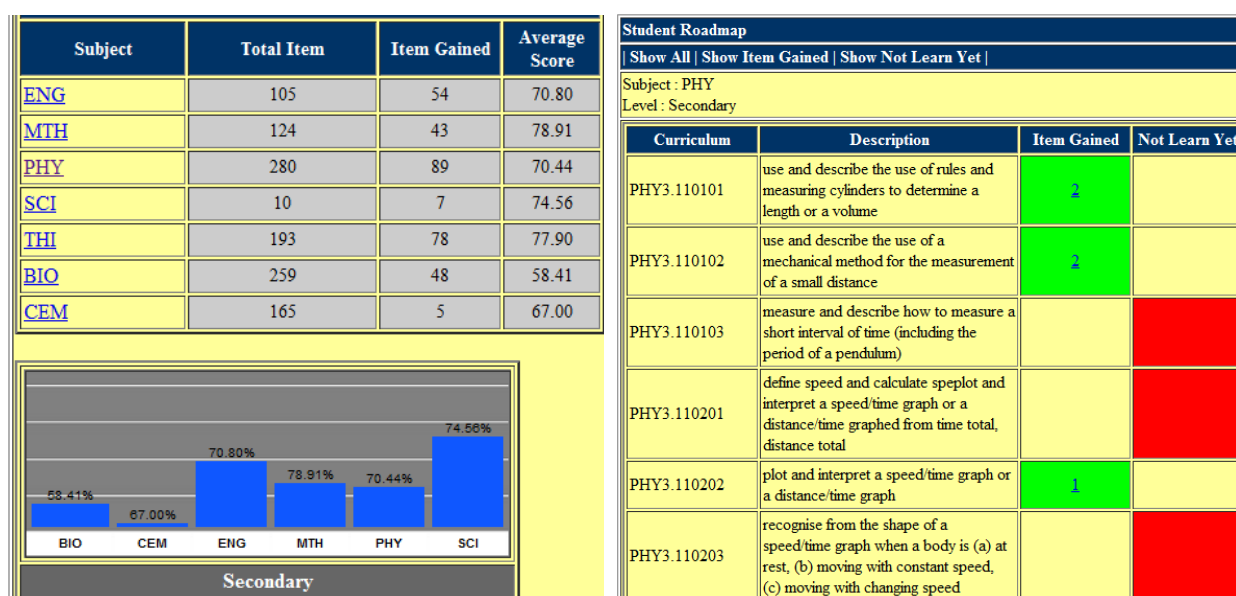 Subject Total Item Item Gained Average
Score
ENG 105 54 70.80
MTH 124 43 78.91
PHY 280 89 70.44
SCI 10 7 74.56
THI 193 78 77.90
BIO 259 48 58.41
CEM 165 5 67.00
74.56%
70.80%
78.91%
70.44%
58.41%
67.00%
BIO CEM ENG MTH PHY SCI
Secondary
Student Roadmap
| Show All | Show Item Gained | Show Not Learn Yet |
Subject : PHY
Level : Secondary
Curriculum Description Item Gained Not Learn Yet
PHY3.110101
use and describe the use of rules and
measuring cylinders to determine a
length or a volume
2
PHY3.110102
use and describe the use of a
mechanical method for the measurement
of a small distance
2
PHY3.110103
measure and describe how to measure a
short interval of time (including the
period of a pendulum)
PHY3.110201
define speed and calculate speplot and
interpret a speed/time graph or a
distance/time graphed from time total,
distance total
PHY3.110202
plot and interpret a speed/time graph or
a distance/time graph
1
PHY3.110203
recognise from the shape of a
speed/time graph when a body is (a) at
rest, (b) moving with constant speed,
(c) moving with changing speed